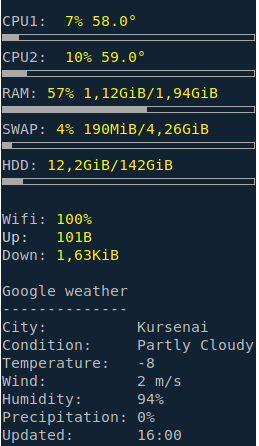 CPU1: 7% 58.0°
CPU2: 10% 59.0°
RAM: 57% 1,12GiB/1,94GiB
SWAP: 4% 190MiB/4,26GiB
HDD: 12,2GiB/142GiB
Wifi: 100%
Up: 101B
Down: 1,63KiB
Google weather
--------------
City: Kursenai
Condition: Partly Cloudy
Temperature: -8
Wind: 2 m/s
Humidity: 94%
Precipitation: 0%
Updated: 16:00